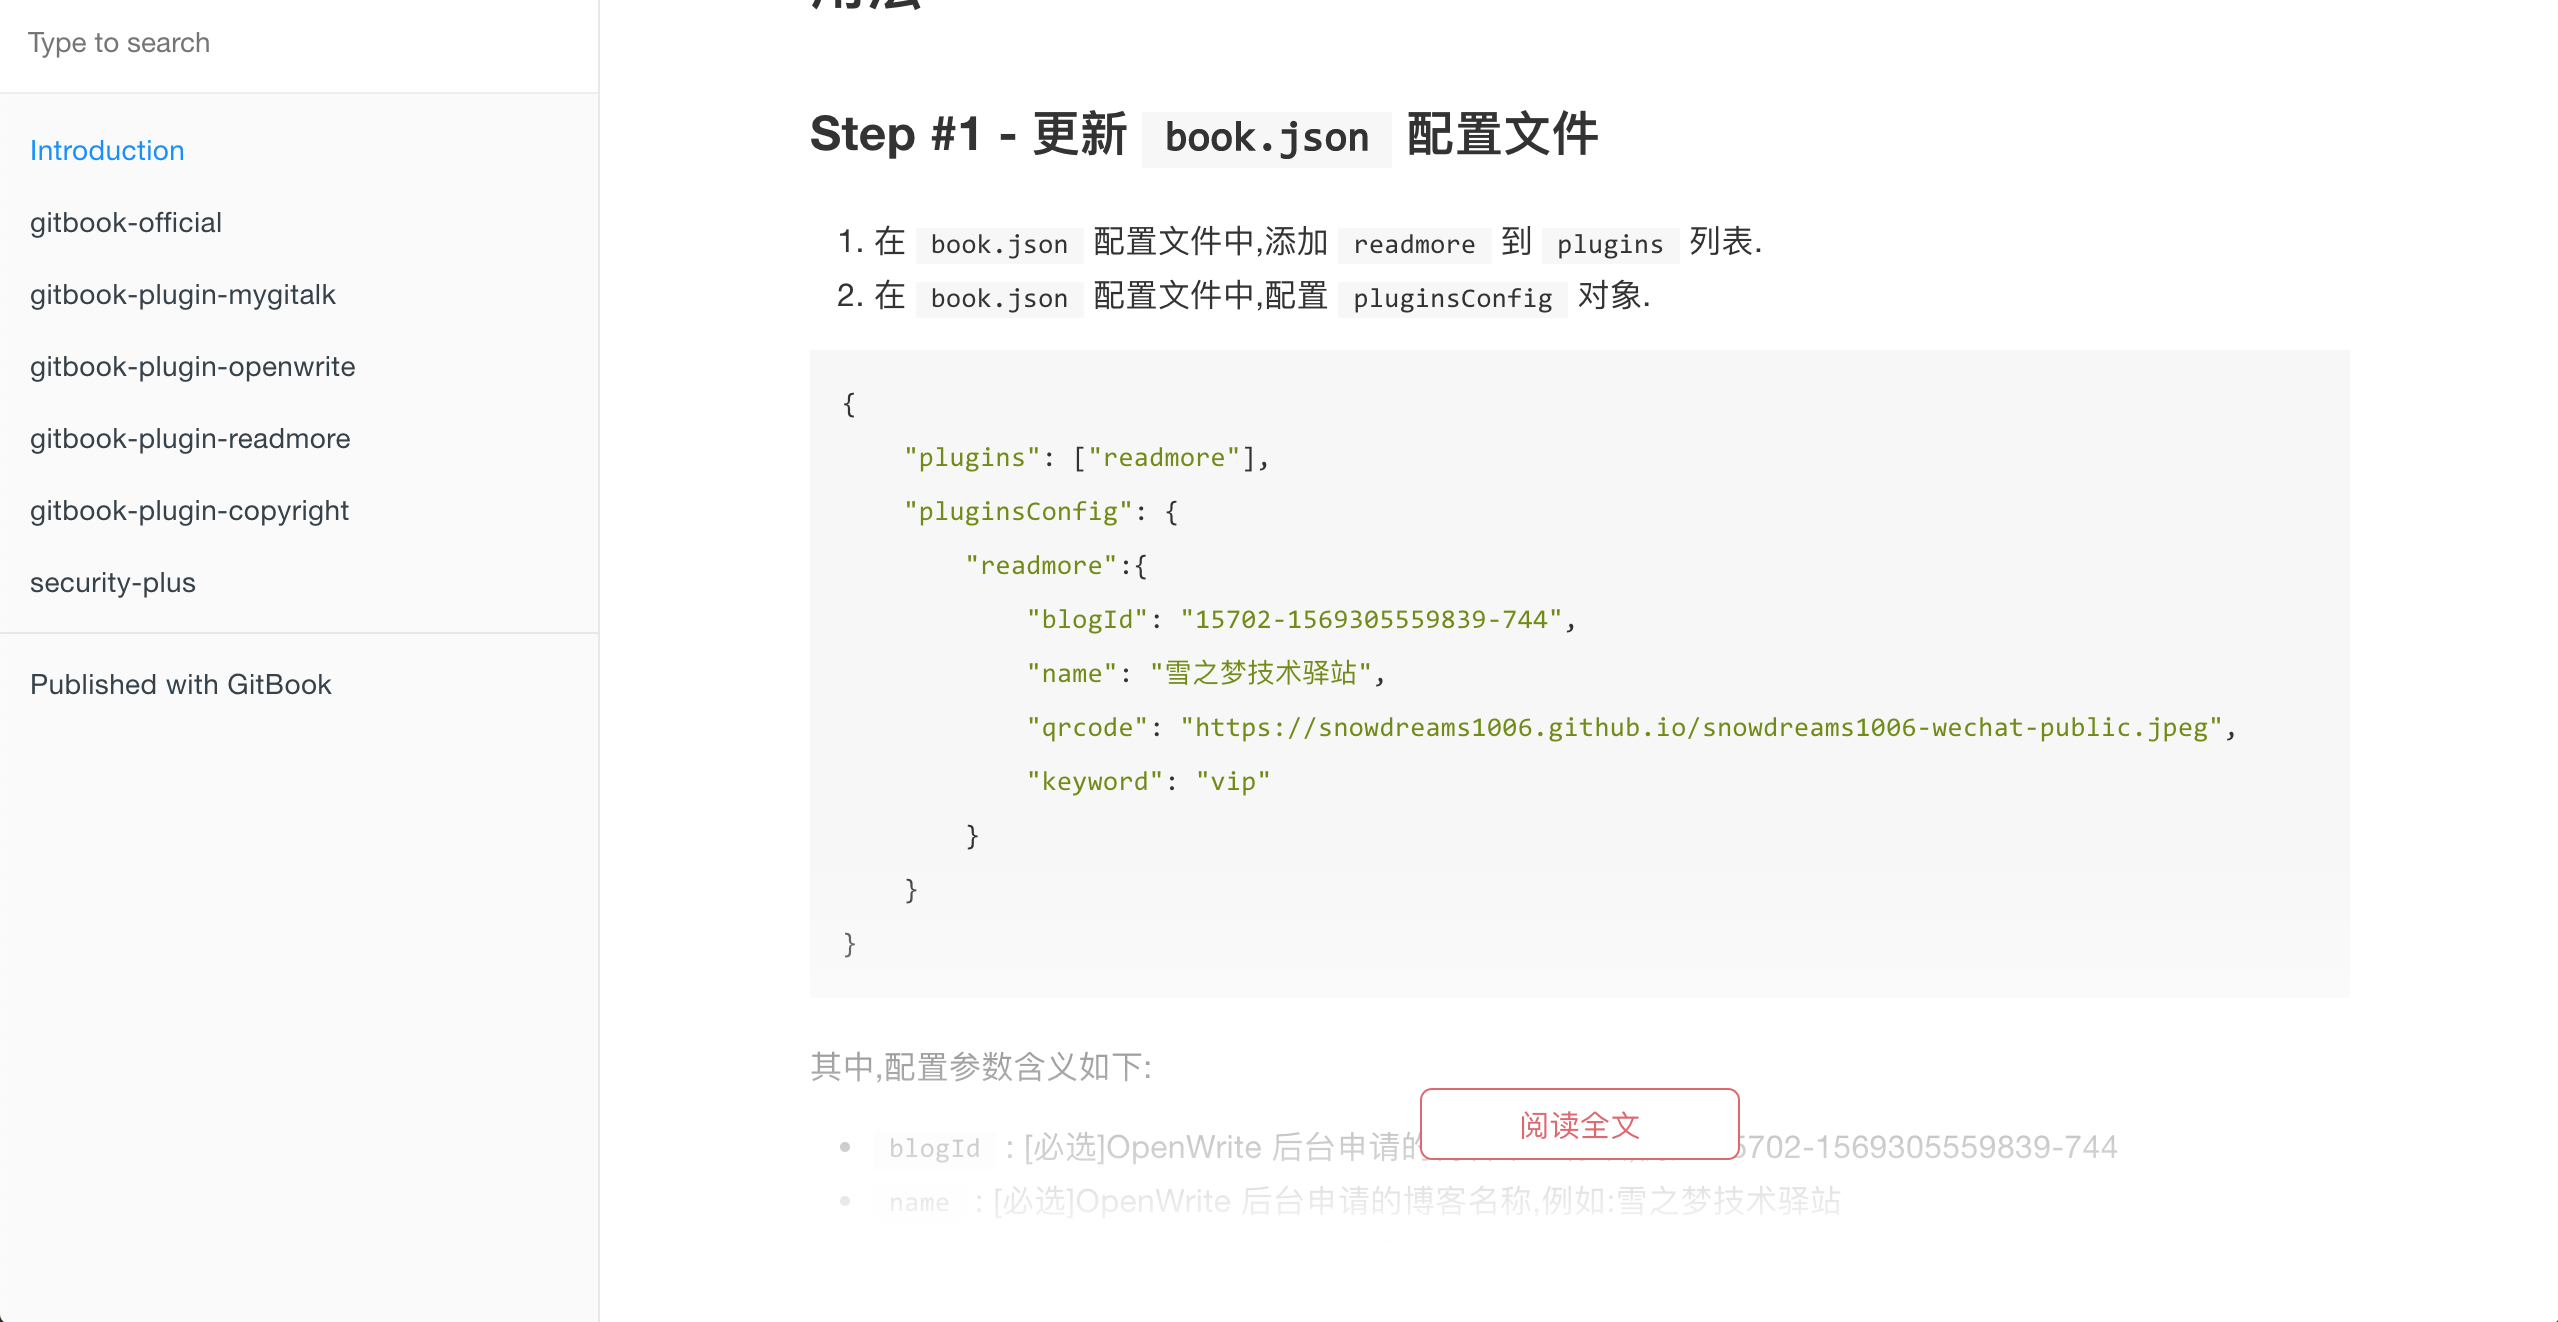 Type to search
Introduction
gitbook-official
gitbook-plugin-mygitalk
gitbook-plugin-openwrite
gitbook-plugin-readmore
gitbook-plugin-copyright
security-plus
Published with GitBook
用法
Step #1 - 更新 book.json 配置文件
1. 在 book.json 配置文件中,添加 readmore 到 plugins 列表.
2. 在 book.json 配置文件中,配置 pluginsConfig 对象.
{
"plugins": ["readmore"],
"pluginsConfig": {
"readmore":{
"blogId": "15702-1569305559839-744",
"name": "雪之梦技术驿站",
"qrcode": "https://snowdreams1006.github.io/snowdreams1006-wechat-public.jpeg",
"keyword": "vip"
}
}
}
其中,配置参数含义如下:
阅读全文
• blogId : [必选]OpenWrite 后台申请的 5702-1569305559839-744
• name : [必选]OpenWrite 后台申请的博客名称,例如:雪之梦技术驿站